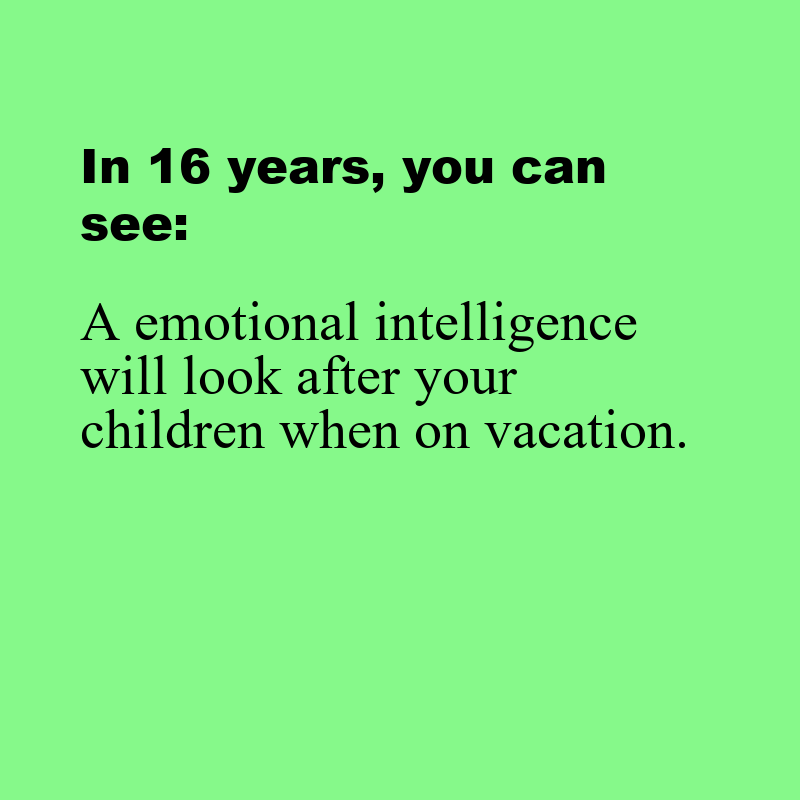 In 16 years, you can
see:
A emotional intelligence
will look after your
children when on vacation.